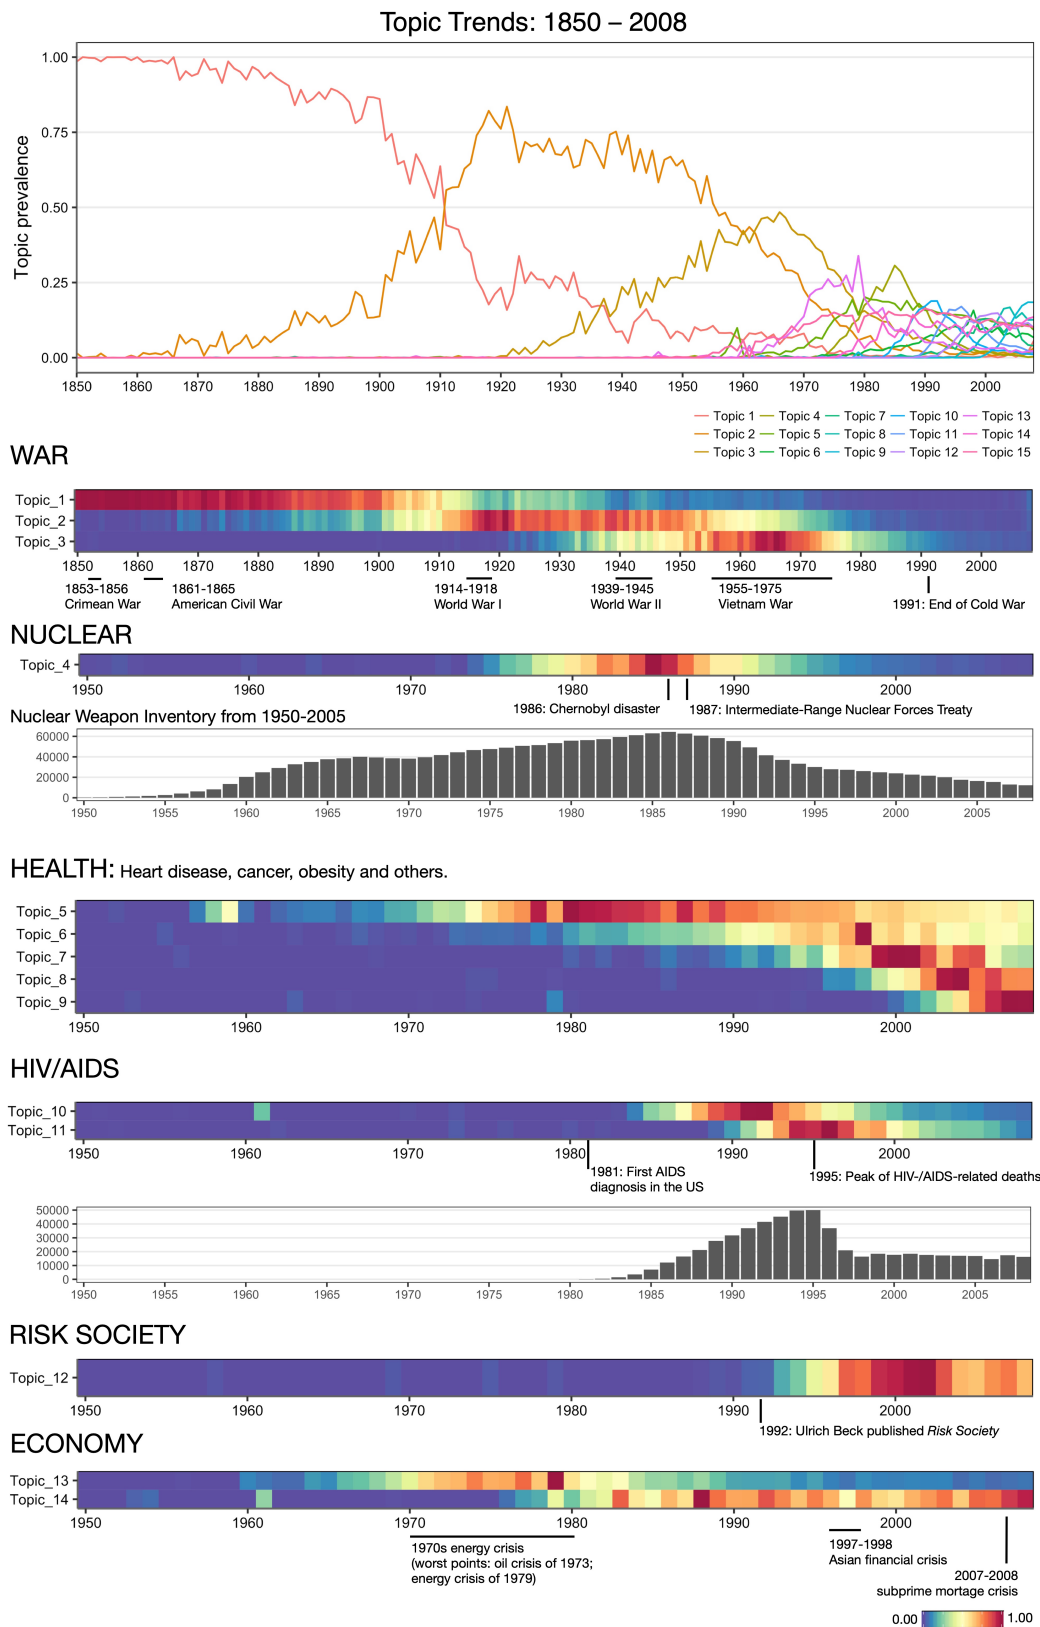 Topic Trends: 1850 – 2008
Topic prevalence
1.00
0.75
0.50
0.25
0.00
1850 1860 1870 1880 1890 1900 1910 1920 1930 1940 1950 1960 1970 1980 1990 2000
Topic 1 Topic 4 Topic 7 Topic 10 Topic 13
Topic 2 Topic 5 Topic 8 Topic 11 Topic 14
Topic 3 Topic 6 Topic 9 Topic 12 Topic 15
WAR
Topic_1
Topic_2
Topic_3
1850 1860 1870 1880 1890 1900 1910 1920 1930 1940 1950 1960 1970 1980 1990 2000
1853-1856 1861-1865 1914-1918 1939-1945 1955-1975
Crimean War American Civil War World War I World War II Vietnam War 1991: End of Cold War
NUCLEAR
Topic_4
1950 1960 1970 1980 1990 2000
1986: Chernobyl disaster 1987: Intermediate-Range Nuclear Forces Treaty
Nuclear Weapon Inventory from 1950-2005
60000
40000
20000
0
1950 1955 1960 1965 1970 1975 1980 1985 1990 1995 2000 2005
HEALTH: Heart disease, cancer, obesity and others.
Topic_5
Topic_6
Topic_7
Topic_8
Topic_9
1950 1960 1970 1980 1990 2000
HIV/AIDS
Topic_10
Topic_11
1950 1960 1970 1980 1990 2000
1981: First AIDS
diagnosis in the US
1995: Peak of HIV-/AIDS-related deaths
50000
40000
30000
20000
10000
0
1950 1955 1960 1965 1970 1975 1980 1985 1990 1995 2000 2005
RISK SOCIETY
Topic_12
1950 1960 1970 1980 1990 2000
1992: Ulrich Beck published Risk Society
ECONOMY
Topic_13
Topic_14
1950 1960 1970 1980 1990 2000
1970s energy crisis
(worst points: oil crisis of 1973;
energy crisis of 1979)
1997-1998
Asian financial crisis
2007-2008
subprime mortage crisis
0.00 1.00